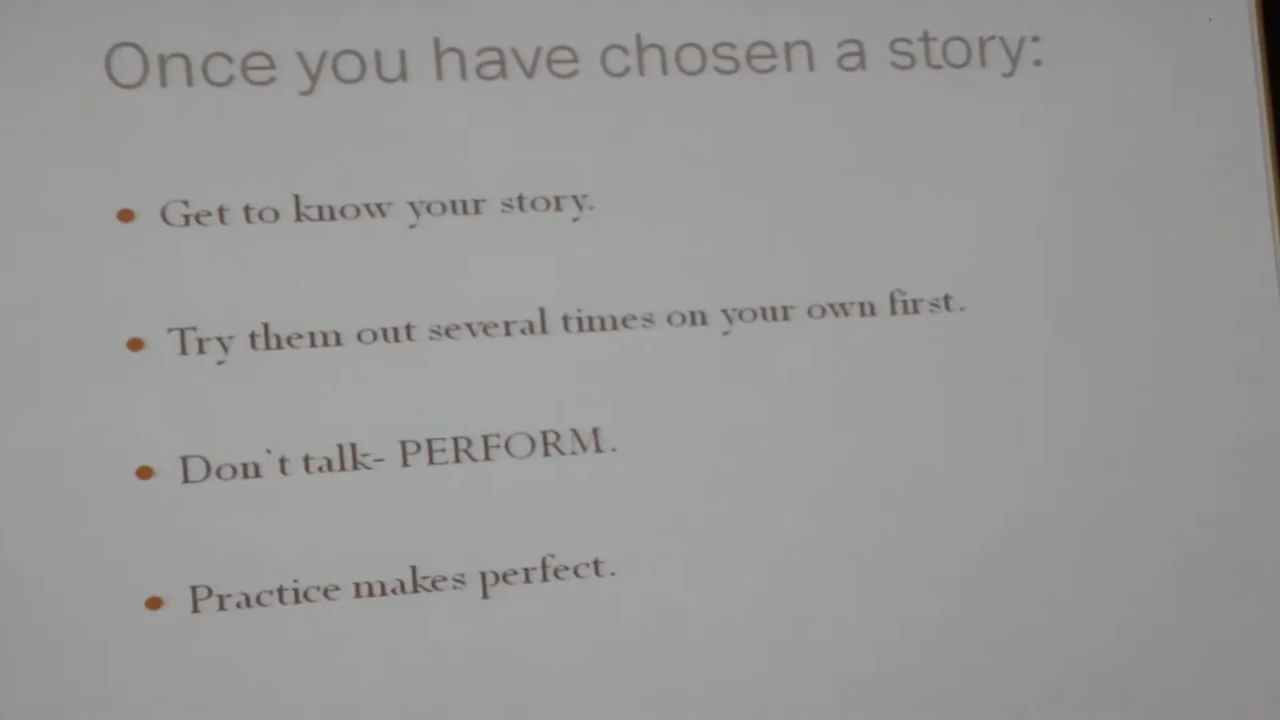 Once you have chosen a story:
• Get to know your story.
• Try them out several times on your own first.
• Don't talk- PERFORM.
• Practice makes perfect.